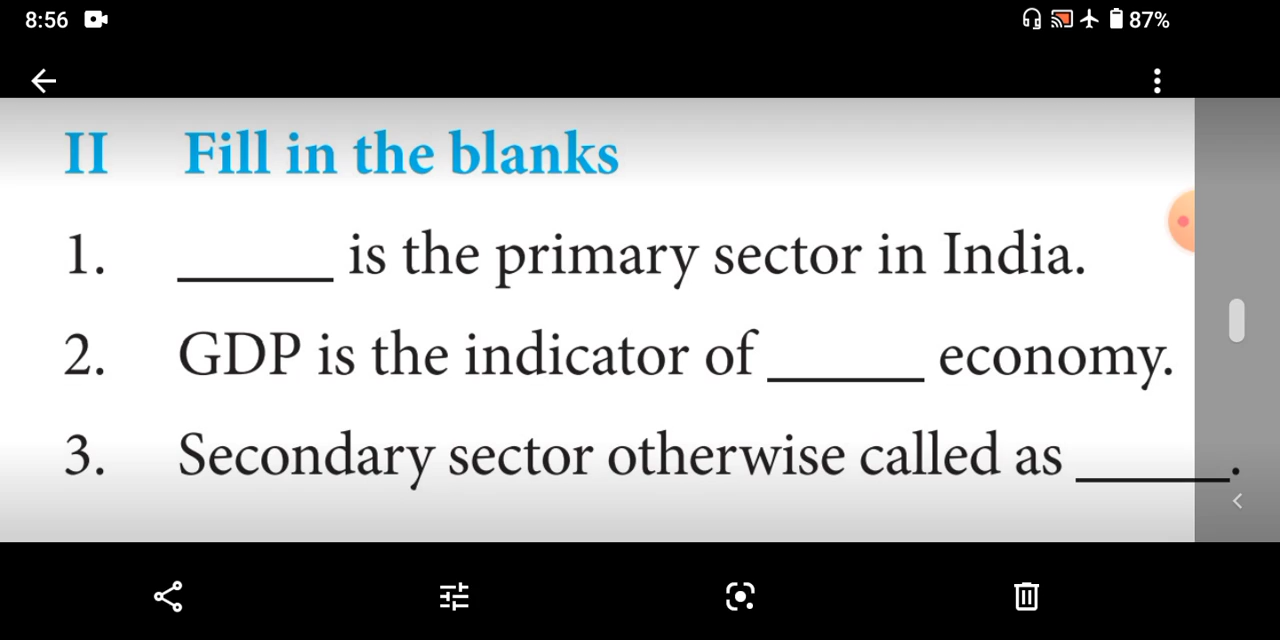 8:56
87%
II Fill in the blanks
1. ______ is the primary sector in India.
2. GDP is the indicator of ______ economy.
3. Secondary sector otherwise called as ______.